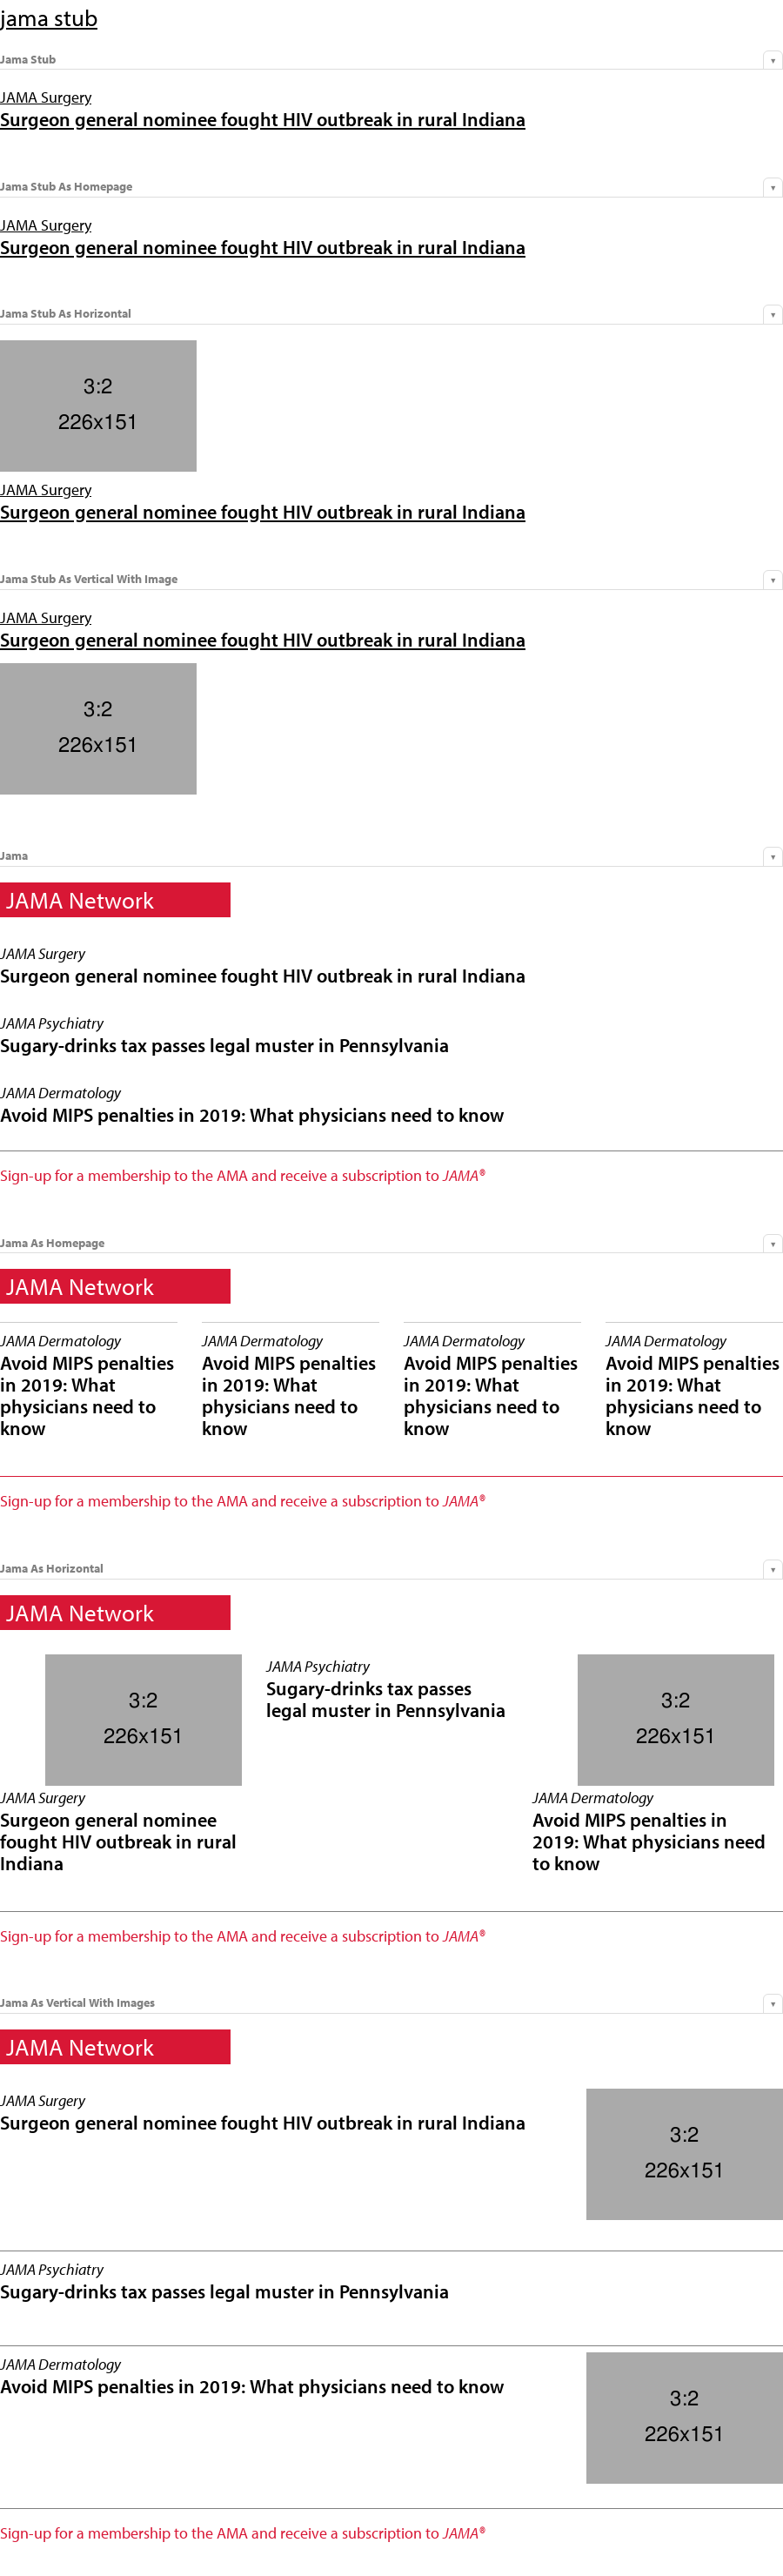 jama stub
Jama Stub
▾
JAMA Surgery
Surgeon general nominee fought HIV outbreak in rural Indiana
Jama Stub As Homepage
▾
JAMA Surgery
Surgeon general nominee fought HIV outbreak in rural Indiana
Jama Stub As Horizontal
▾
3:2
226x151
JAMA Surgery
Surgeon general nominee fought HIV outbreak in rural Indiana
Jama Stub As Vertical With Image
▾
JAMA Surgery
Surgeon general nominee fought HIV outbreak in rural Indiana
3:2
226x151
Jama
▾
JAMA Network
JAMA Surgery
Surgeon general nominee fought HIV outbreak in rural Indiana
JAMA Psychiatry
Sugary-drinks tax passes legal muster in Pennsylvania
JAMA Dermatology
Avoid MIPS penalties in 2019: What physicians need to know
Sign-up for a membership to the AMA and receive a subscription to JAMA®
Jama As Homepage
▾
JAMA Network
JAMA Dermatology
Avoid MIPS penalties
in 2019: What
physicians need to
know
JAMA Dermatology
Avoid MIPS penalties
in 2019: What
physicians need to
know
JAMA Dermatology
Avoid MIPS penalties
in 2019: What
physicians need to
know
JAMA Dermatology
Avoid MIPS penalties
in 2019: What
physicians need to
know
Sign-up for a membership to the AMA and receive a subscription to JAMA®
Jama As Horizontal
▾
JAMA Network
3:2
226x151
JAMA Surgery
Surgeon general nominee
fought HIV outbreak in rural
Indiana
JAMA Psychiatry
Sugary-drinks tax passes
legal muster in Pennsylvania
3:2
226x151
JAMA Dermatology
Avoid MIPS penalties in
2019: What physicians need
to know
Sign-up for a membership to the AMA and receive a subscription to JAMA®
Jama As Vertical With Images
▾
JAMA Network
JAMA Surgery
Surgeon general nominee fought HIV outbreak in rural Indiana
3:2
226x151
JAMA Psychiatry
Sugary-drinks tax passes legal muster in Pennsylvania
JAMA Dermatology
Avoid MIPS penalties in 2019: What physicians need to know
3:2
226x151
Sign-up for a membership to the AMA and receive a subscription to JAMA®